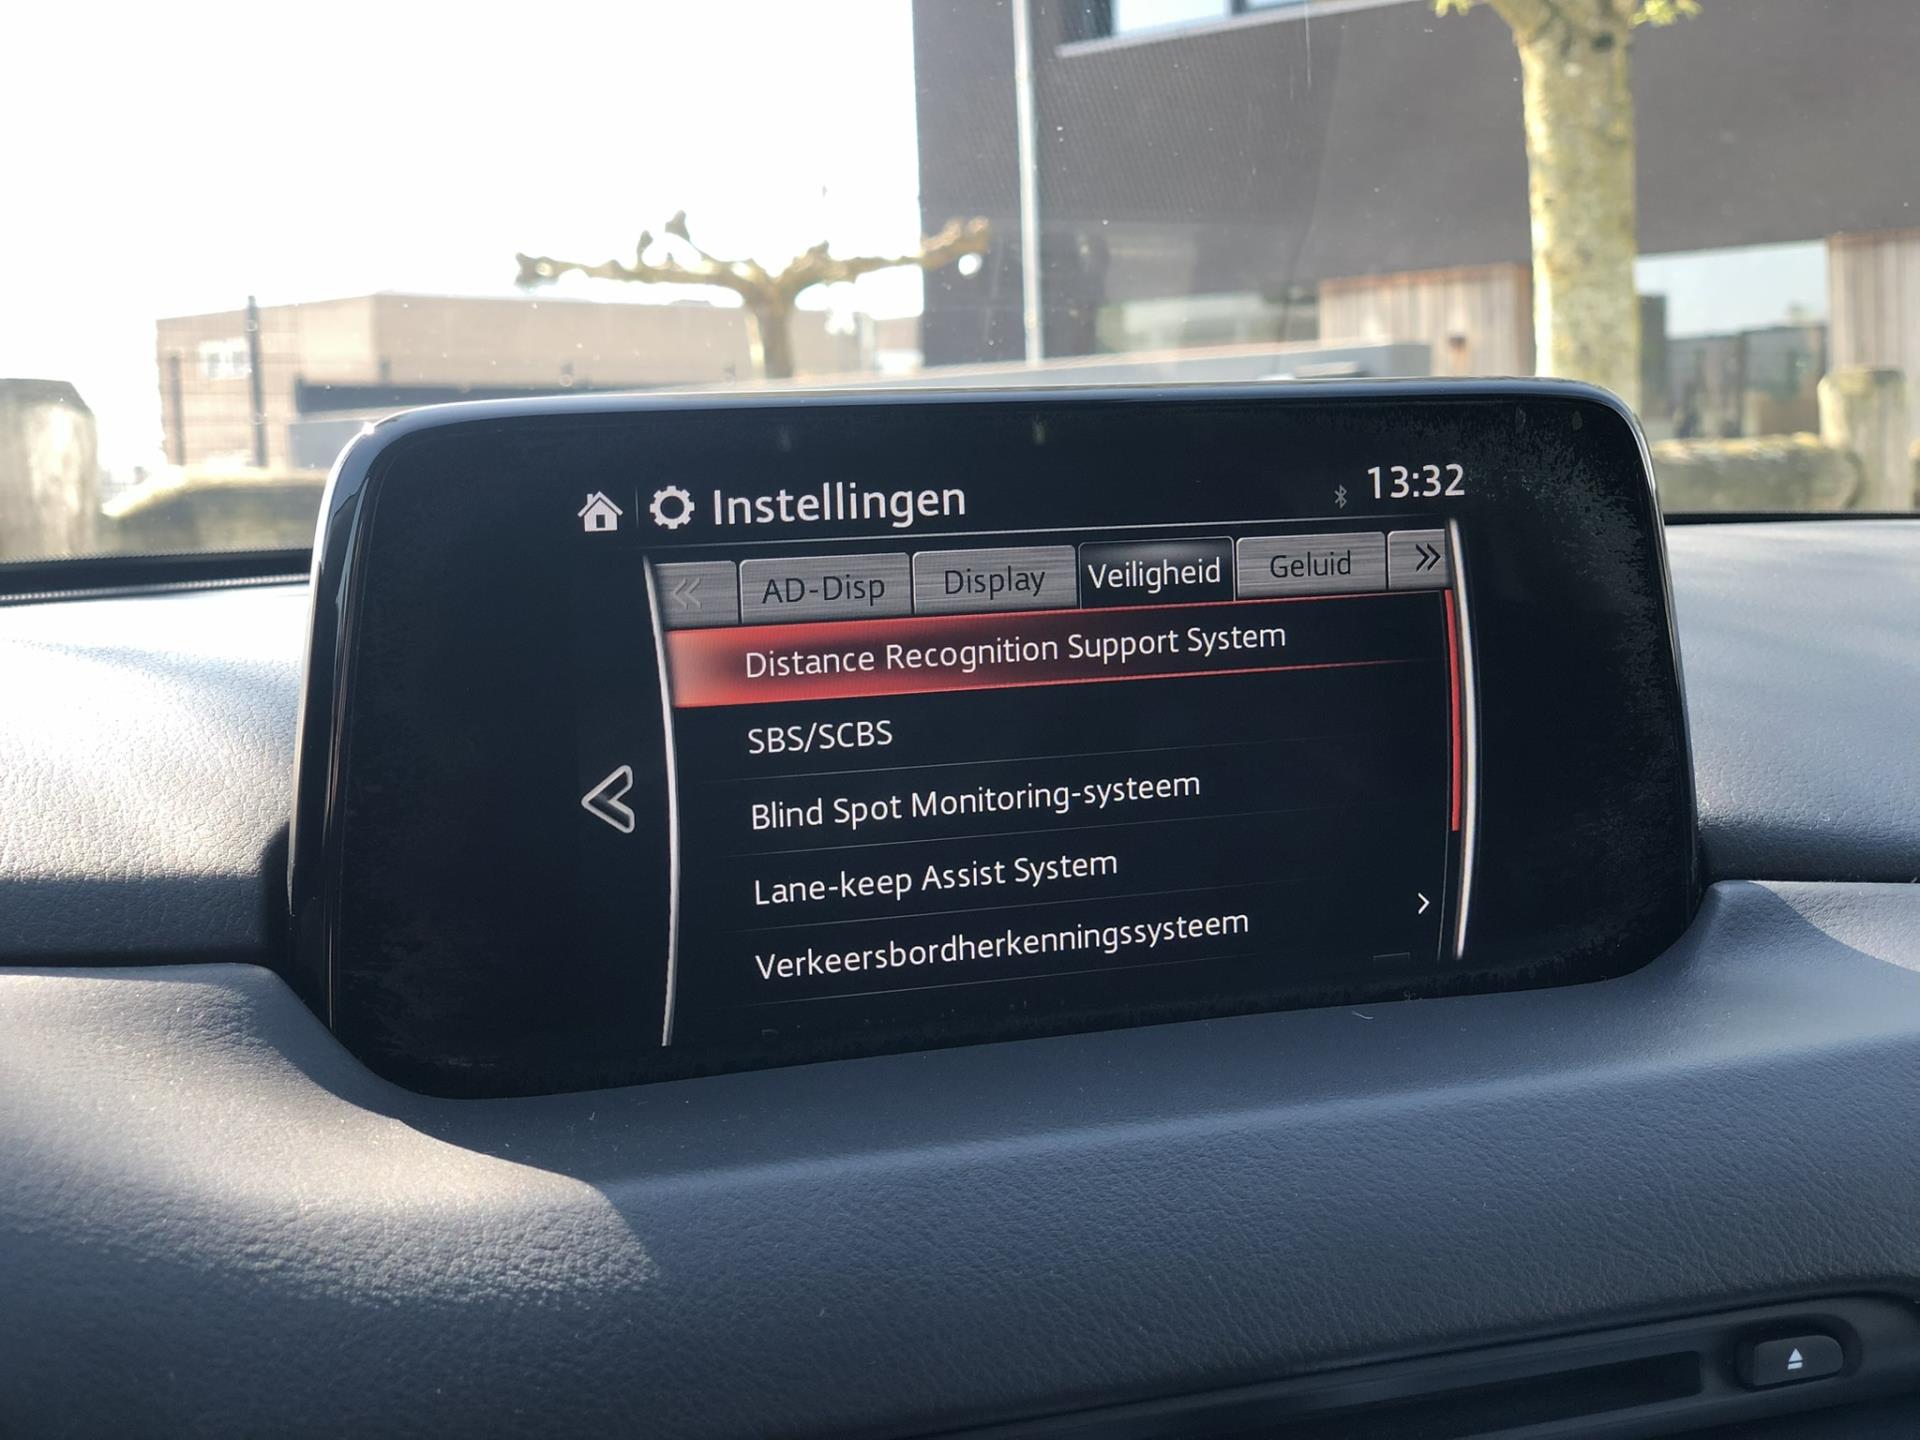 Instellingen
13:32
AD-Disp
Display
Veiligheid
Geluid
Distance Recognition Support System
SBS/SCBS
Blind Spot Monitoring-systeem
Lane-keep Assist System
Verkeersbordherkenningssysteem